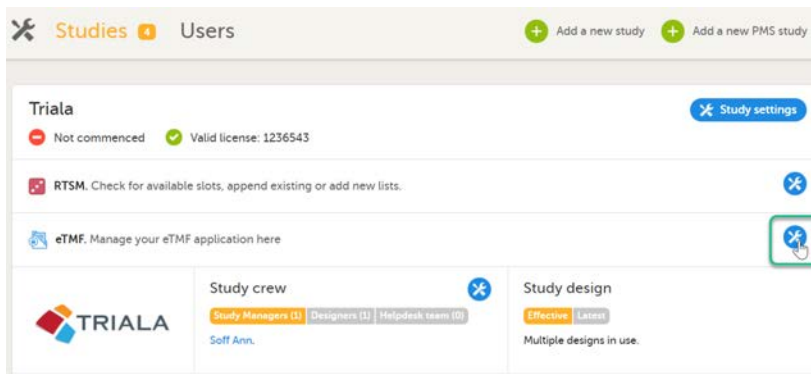 Studies 4 Users Add a new study Add a new PMS study
Triala Study settings
Not commenced Valid license: 1236543
RTSM. Check for available slots, append existing or add new lists.
eTMF. Manage your eTMF application here
TRIALA
Study crew
Study Managers (1) Designers (1) Helpdesk team (0)
Soff Ann.
Study design
Effective Latest
Multiple designs in use.